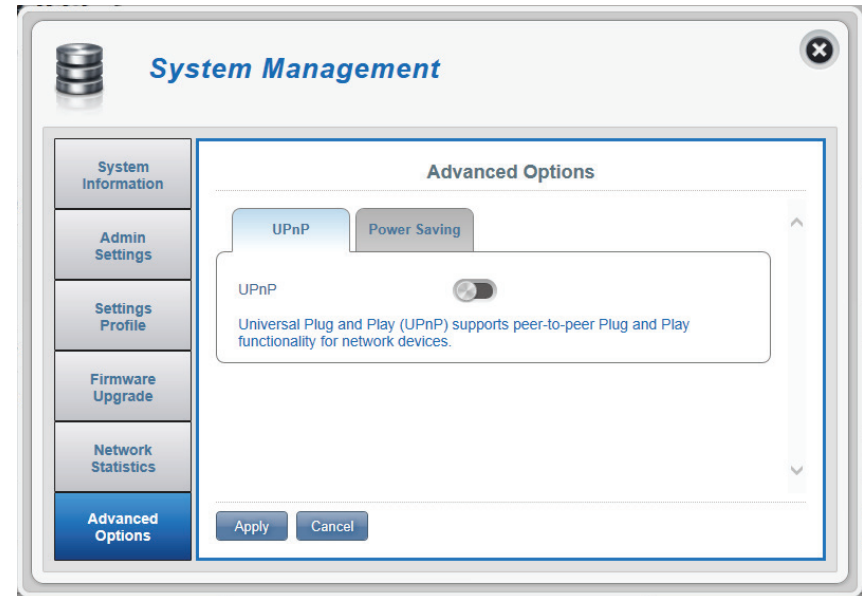 System Management
System
Information
Admin
Settings
Settings
Profile
Firmware
Upgrade
Network
Statistics
Advanced
Options
Advanced Options
UPnP
Power Saving
UPnP
Universal Plug and Play (UPnP) supports peer-to-peer Plug and Play
functionality for network devices.
Apply
Cancel